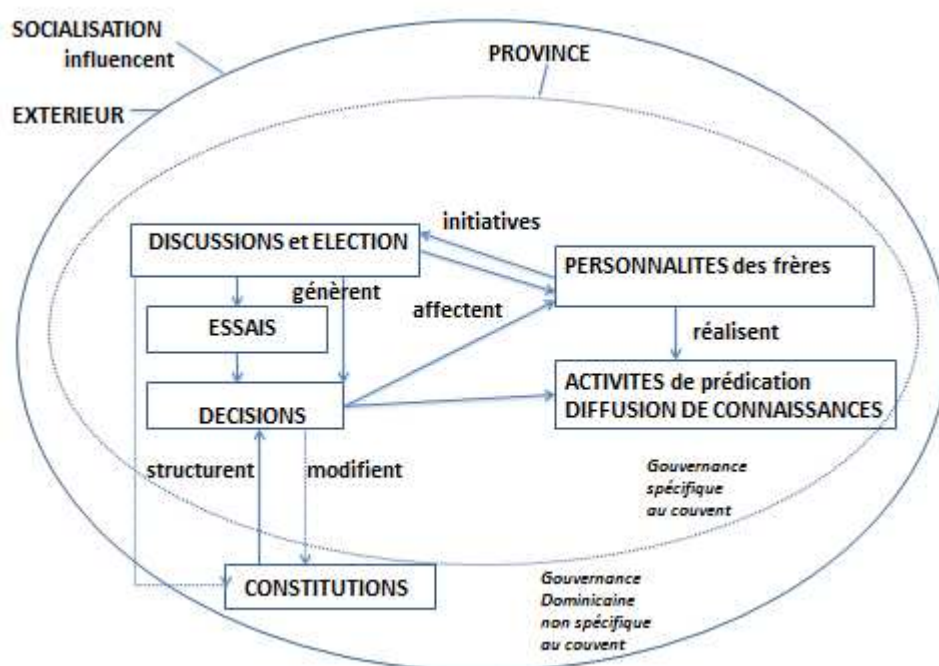 SOCIALISATION
influencent
EXTERIEUR
PROVINCE
DISCUSSIONS et ELECTION
initiatives
PERSONNALITES des frères
génèrent
affectent
ESSAIS
réalisent
ACTIVITES de prédication
DIFFUSION DE CONNAISSANCES
DECISIONS
structurent
modifient
Gouvernance
spécifique
au couvent
CONSTITUTIONS
Gouvernance
Dominicaine
non spécifique
au couvent